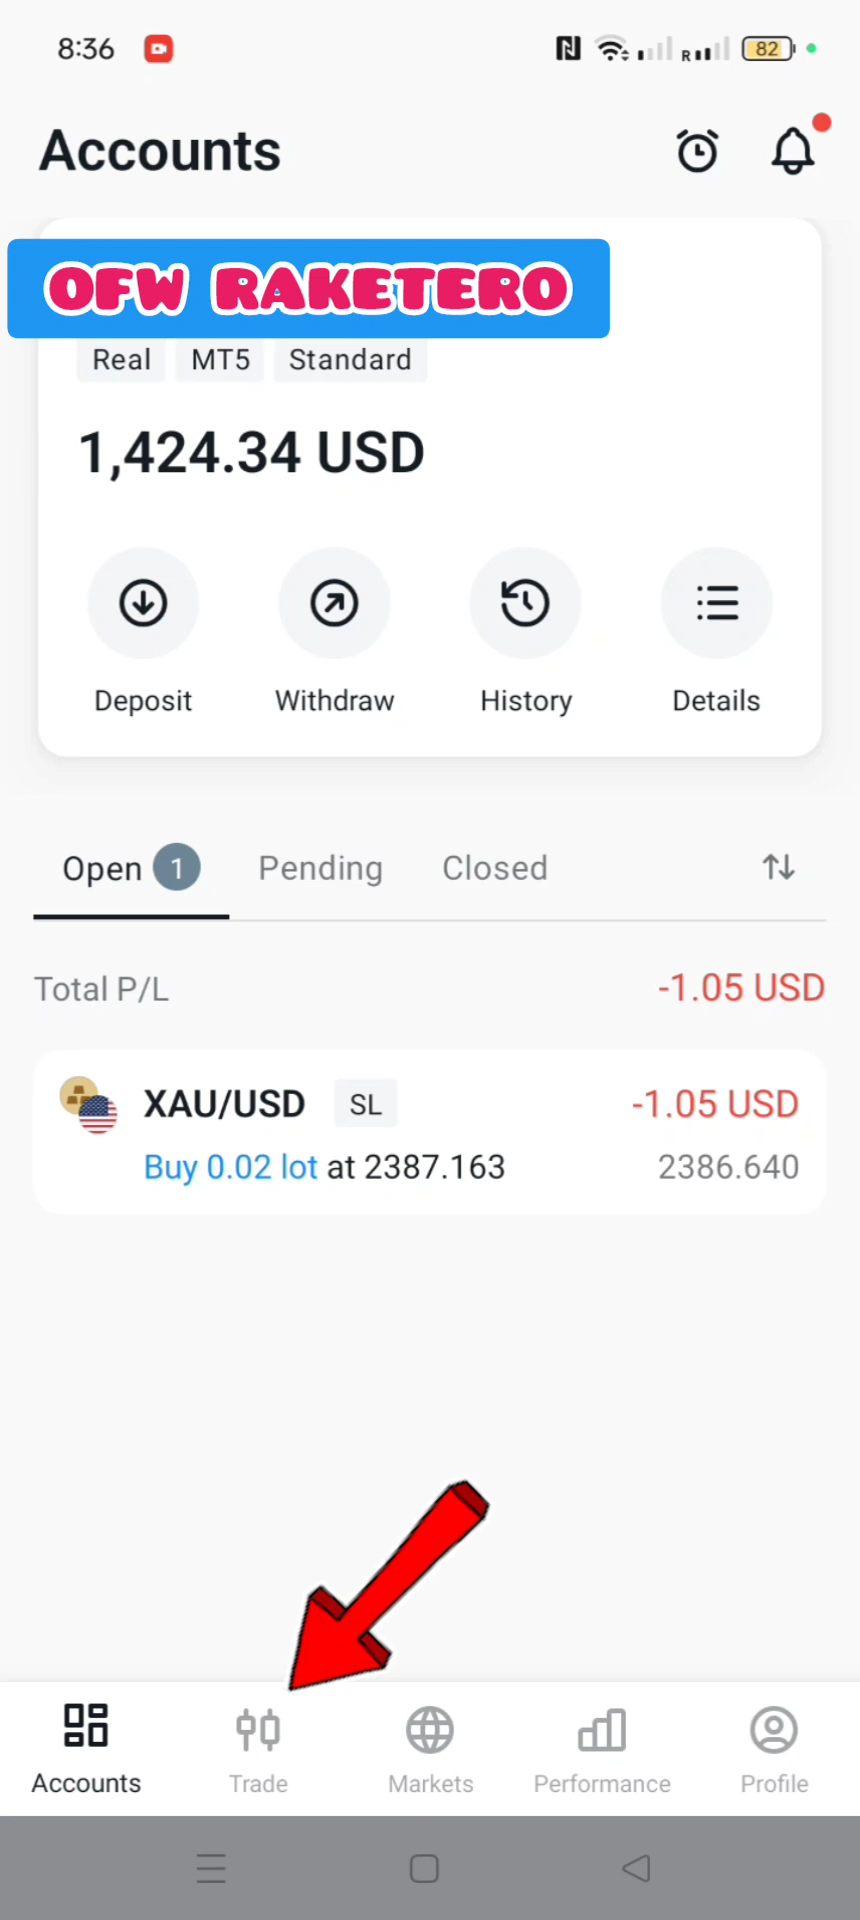 8:36
R 82
Accounts
OFW RAKETERO
Real MT5 Standard
1,424.34 USD
Deposit Withdraw History Details
Open 1 Pending Closed
Total P/L -1.05 USD
XAU/USD SL -1.05 USD
Buy 0.02 lot at 2387.163 2386.640
Accounts Trade Markets Performance Profile